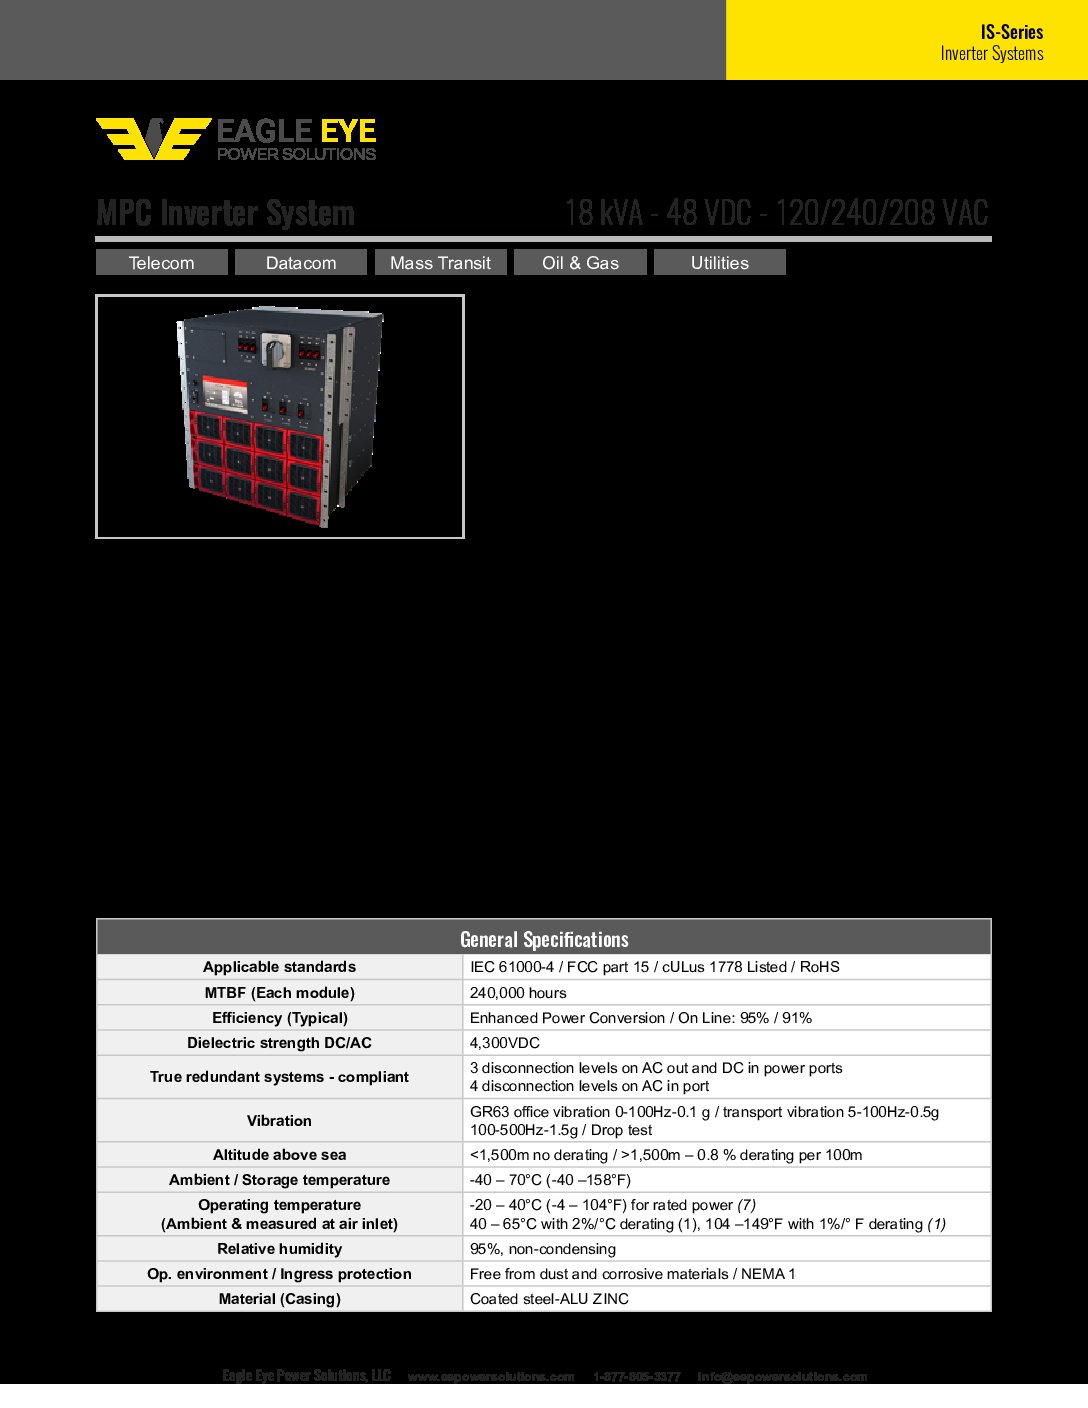 IS-Series
Inverter Systems
EAGLE EYE
POWER SOLUTIONS
MPC Inverter System 18 kVA - 48 VDC - 120/240/208 VAC
Telecom Datacom Mass Transit Oil & Gas Utilities
General Specifications
Applicable standards IEC 61000-4 / FCC part 15 / cULus 1778 Listed / RoHS
MTBF (Each module) 240,000 hours
Efficiency (Typical) Enhanced Power Conversion / On Line: 95% / 91%
Dielectric strength DC/AC 4,300VDC
True redundant systems - compliant 3 disconnection levels on AC out and DC in power ports
4 disconnection levels on AC in port
Vibration GR63 office vibration 0-100Hz-0.1 g / transport vibration 5-100Hz-0.5g
100-500Hz-1.5g / Drop test
Altitude above sea <1,500m no derating / >1,500m – 0.8 % derating per 100m
Ambient / Storage temperature -40 – 70°C (-40 –158°F)
Operating temperature -20 – 40°C (-4 – 104°F) for rated power (7)
(Ambient & measured at air inlet) 40 – 65°C with 2%/°C derating (1), 104 –149°F with 1%/° F derating (1)
Relative humidity 95%, non-condensing
Op. environment / Ingress protection Free from dust and corrosive materials / NEMA 1
Material (Casing) Coated steel-ALU ZINC
Eagle Eye Power Solutions, LLC www.eepowersolutions.com 1-877-805-3377 info@eepowersolutions.com